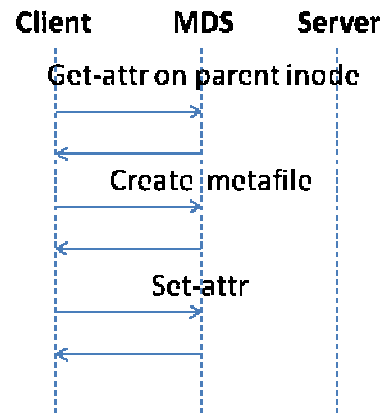 Client MDS Server
Get-attr on parent inode
Create metafile
Set-attr